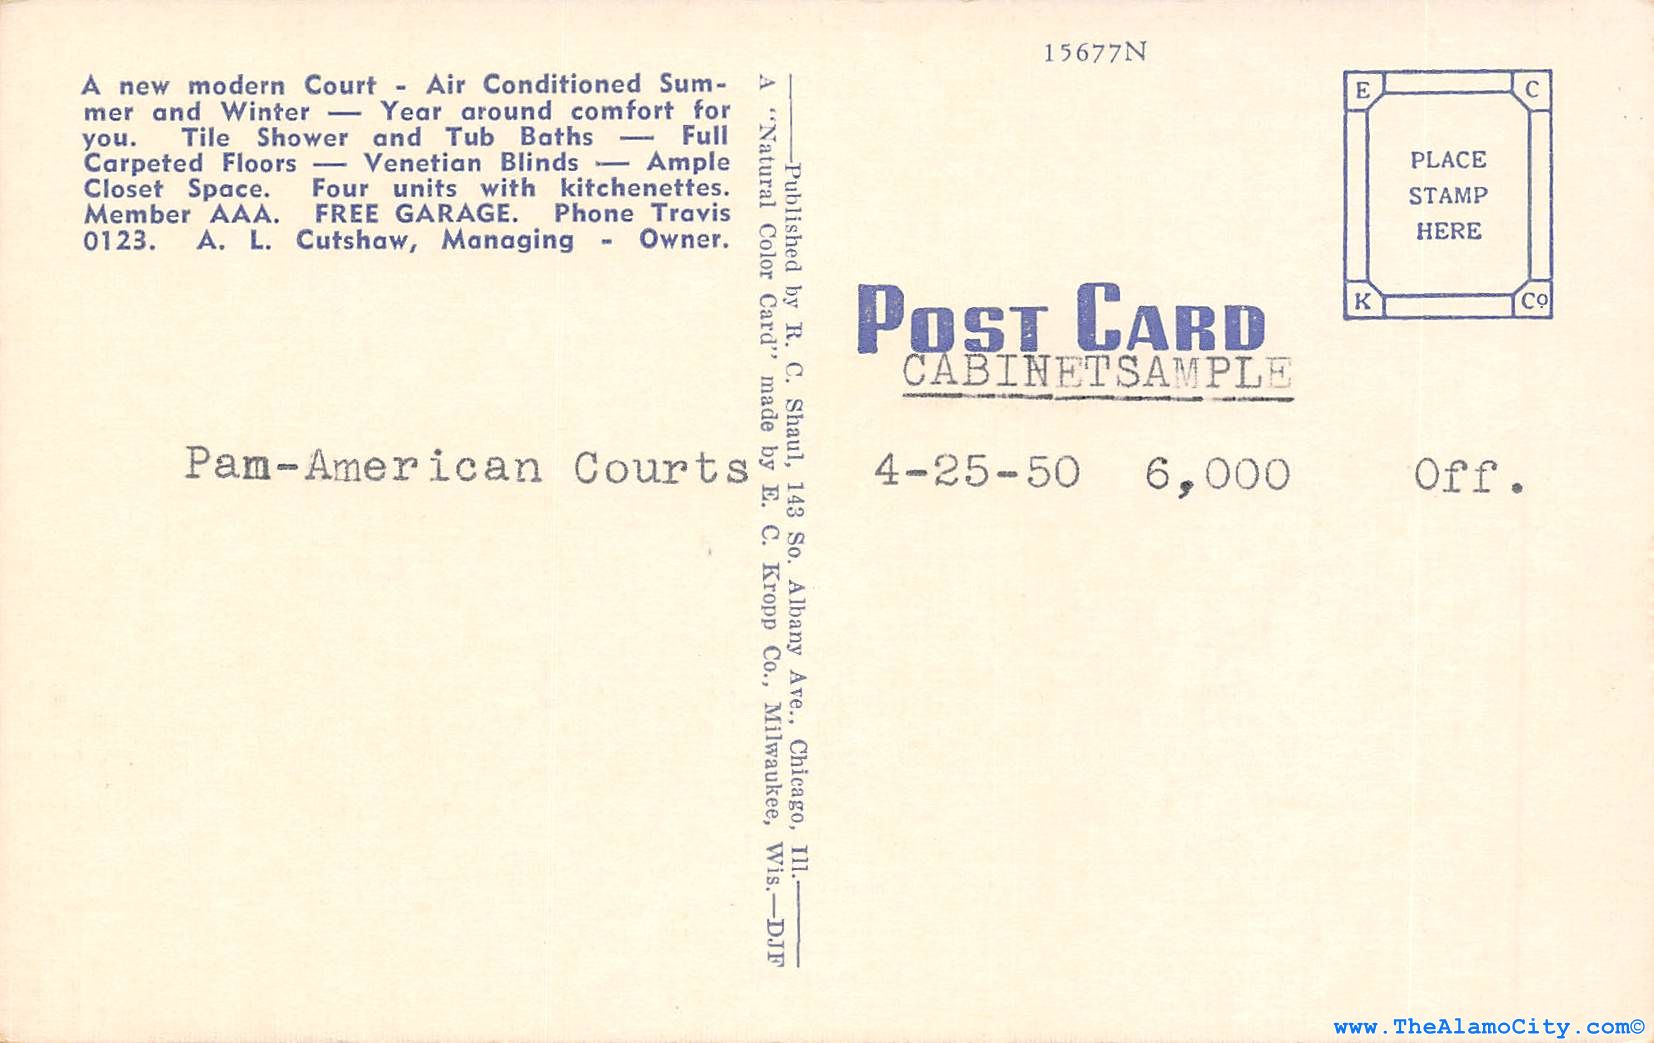 15677N
A new modern Court - Air Conditioned Sum-
mer and Winter — Year around comfort for
you. Tile Shower and Tub Baths — Full
Carpeted Floors — Venetian Blinds — Ample
Closet Space. Four units with kitchenettes.
Member AAA. FREE GARAGE. Phone Travis
0123. A. L. Cutshaw, Managing - Owner.
Published by R. C. Shaul, 143 So. Albany Ave., Chicago, Ill.
A "Natural Color Card" made by E. C. Kropp Co., Milwaukee, Wis.—DJF
E C
PLACE
STAMP
HERE
K Co
POST CARD
CABINETSAMPLE
Pam-American Courts 4-25-50 6,000 Off.
www.TheAlamoCity.com©